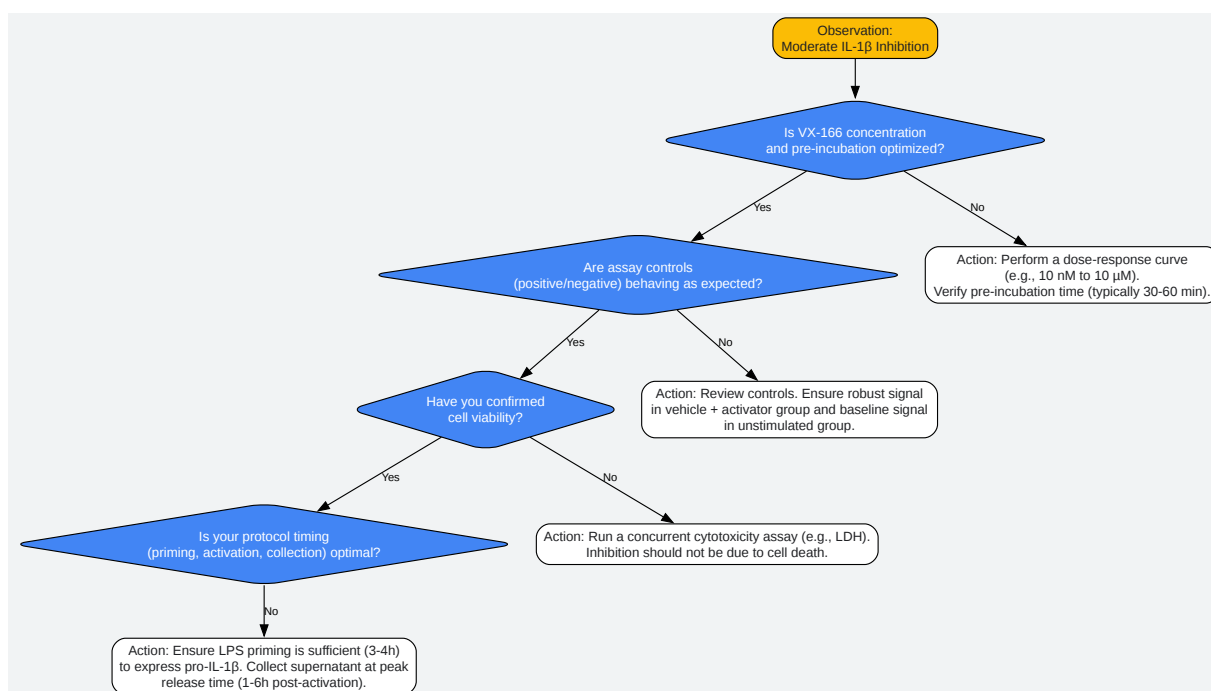 Observation:
Moderate IL-1β Inhibition
Is VX-166 concentration
and pre-incubation optimized?
Yes
No
Are assay controls
(positive/negative) behaving as expected?
Action: Perform a dose-response curve
(e.g., 10 nM to 10 µM).
Verify pre-incubation time (typically 30-60 min).
Yes
No
Have you confirmed
cell viability?
Action: Review controls. Ensure robust signal
in vehicle + activator group and baseline signal
in unstimulated group.
Yes
No
Is your protocol timing
(priming, activation, collection) optimal?
Action: Run a concurrent cytotoxicity assay (e.g., LDH).
Inhibition should not be due to cell death.
No
Action: Ensure LPS priming is sufficient (3-4h)
to express pro-IL-1β. Collect supernatant at peak
release time (1-6h post-activation).